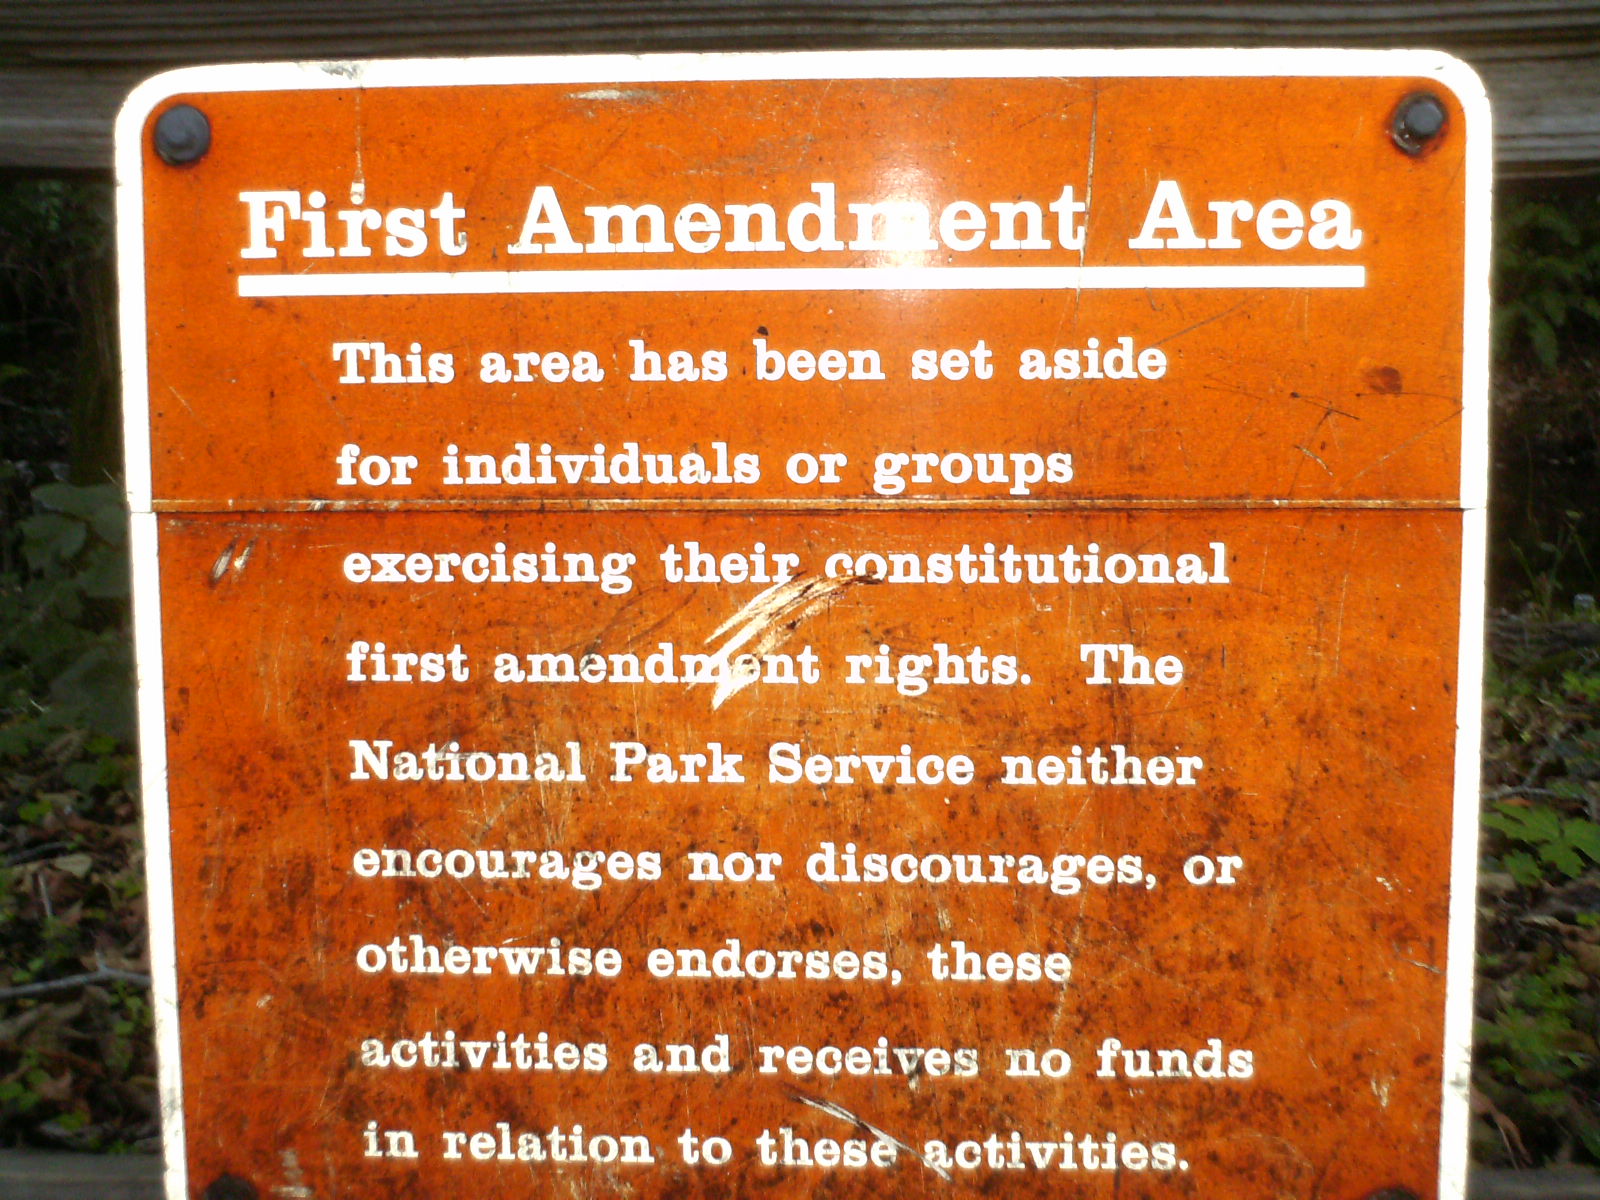 First Amendment Area
This area has been set aside
for individuals or groups
exercising their constitutional
first amendment rights. The
National Park Service neither
encourages nor discourages, or
otherwise endorses, these
activities and receives no funds
in relation to these activities.